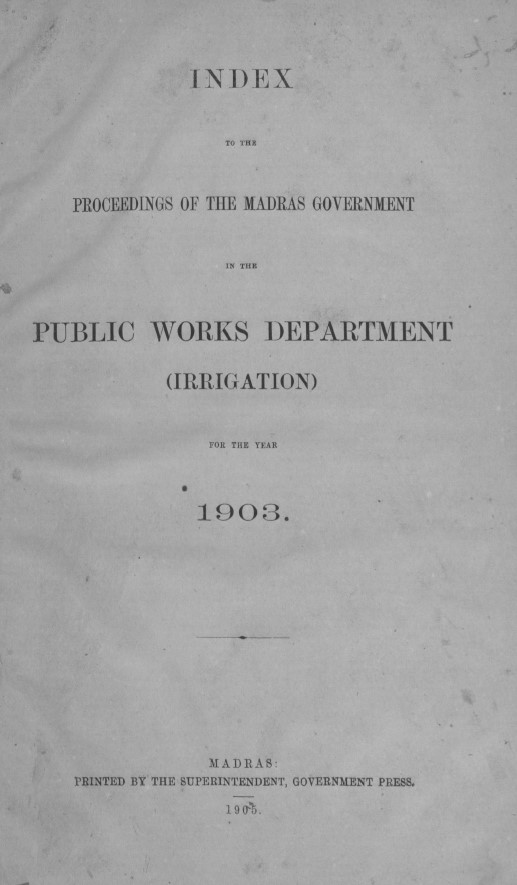 INDEX
TO THE
PROCEEDINGS OF THE MADRAS GOVERNMENT
IN THE
PUBLIC WORKS DEPARTMENT
(IRRIGATION)
FOR THE YEAR
1903.
MADRAS:
PRINTED BY THE SUPERINTENDENT, GOVERNMENT PRESS.
1905.